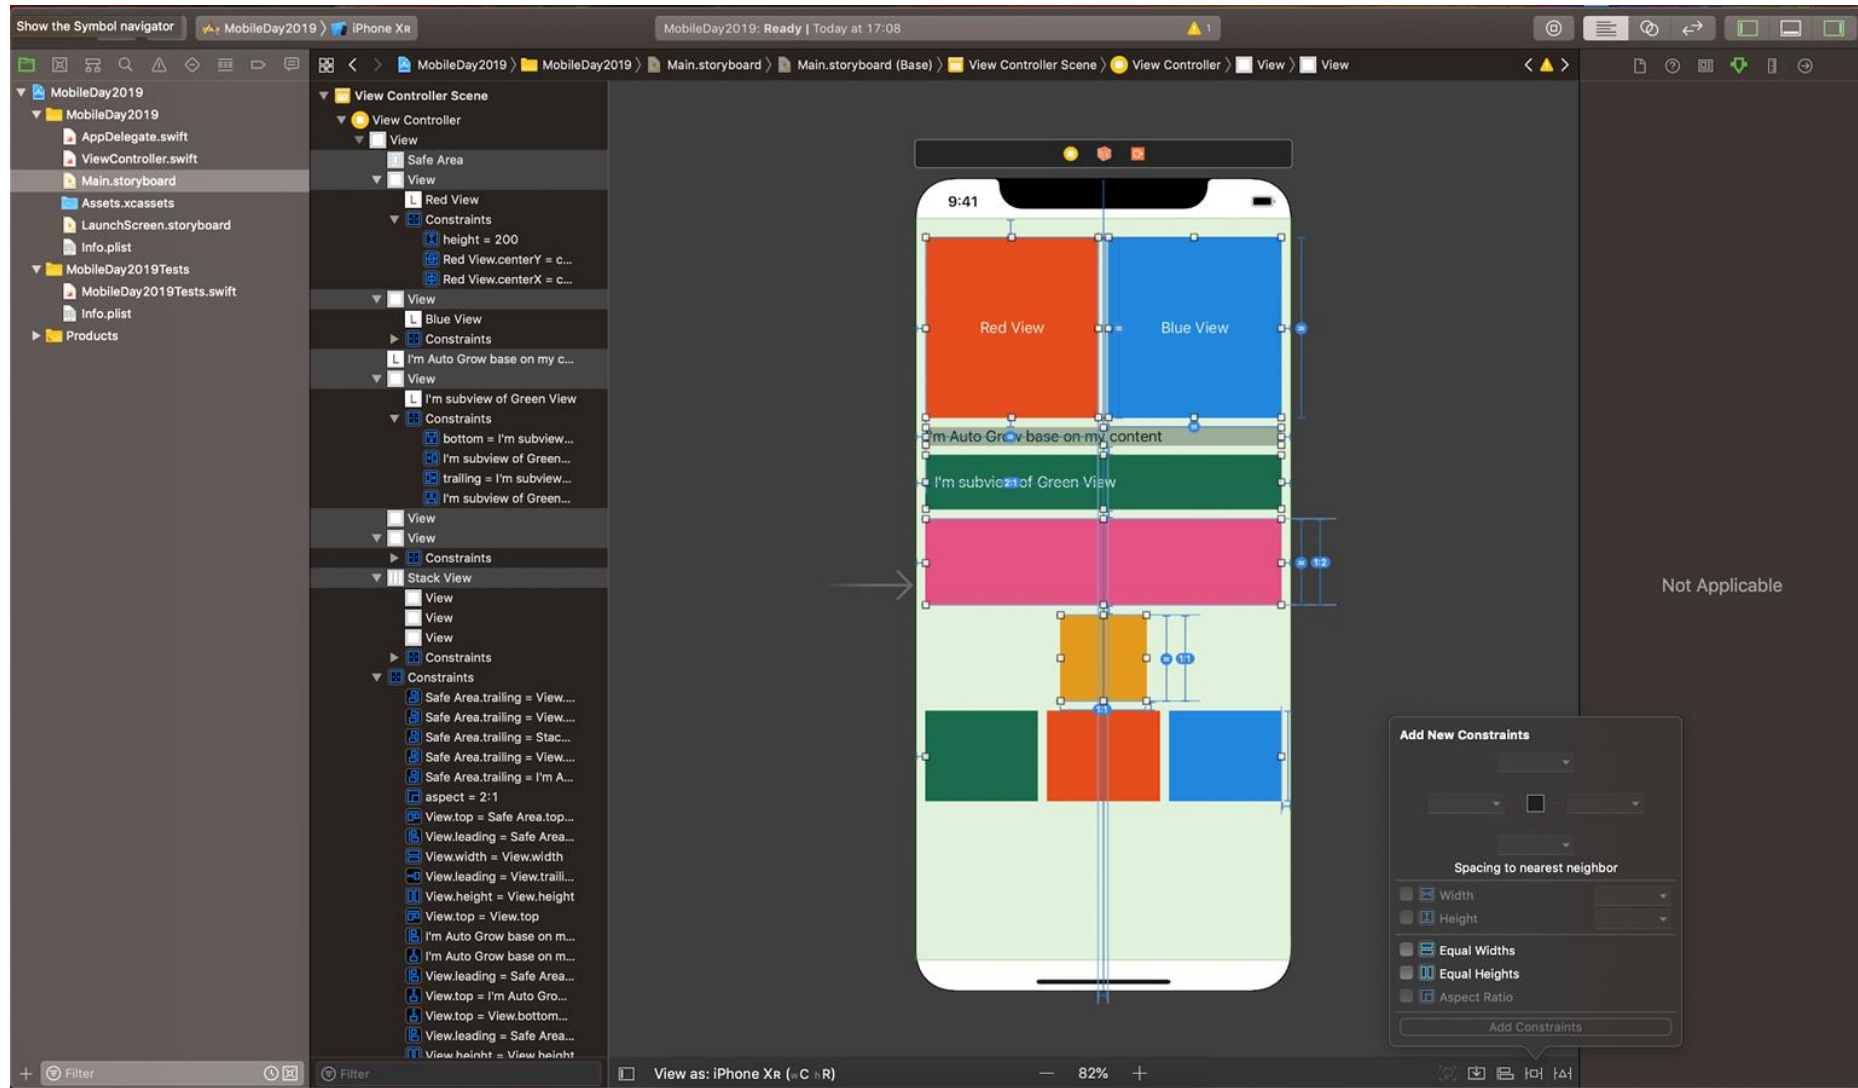 Show the Symbol navigator
MobileDay2019 〉 iPhone XR
MobileDay2019: Ready | Today at 17:08
1
MobileDay2019 〉 MobileDay2019 〉 Main.storyboard 〉 Main.storyboard (Base) 〉 View Controller Scene 〉 View Controller 〉 View 〉 View
MobileDay2019
MobileDay2019
AppDelegate.swift
ViewController.swift
Main.storyboard
Assets.xcassets
LaunchScreen.storyboard
Info.plist
MobileDay2019Tests
MobileDay2019Tests.swift
Info.plist
Products
Filter
View Controller Scene
View Controller
View
Safe Area
View
L Red View
Constraints
height = 200
Red View.centerY = c...
Red View.centerX = c...
View
L Blue View
Constraints
L I'm Auto Grow base on my c...
View
L I'm subview of Green View
Constraints
bottom = I'm subview...
I'm subview of Green...
trailing = I'm subview...
I'm subview of Green...
View
View
Constraints
Stack View
View
View
View
Constraints
Constraints
Safe Area.trailing = View....
Safe Area.trailing = View....
Safe Area.trailing = Stac...
Safe Area.trailing = View....
Safe Area.trailing = I'm A...
aspect = 2:1
View.top = Safe Area.top...
View.leading = Safe Area...
View.width = View.width
View.leading = View.traili...
View.height = View.height
View.top = View.top
I'm Auto Grow base on m...
I'm Auto Grow base on m...
View.leading = Safe Area...
View.top = I'm Auto Gro...
View.top = View.bottom...
View.leading = Safe Area...
View.height = View.height
Filter
9:41
Red View
Blue View
I'm Auto Grow base on my content
I'm subview of Green View
2:1
1:2
1:1
1:1
View as: iPhone XR (wC hR)
82%
Not Applicable
Add New Constraints
Spacing to nearest neighbor
Width
Height
Equal Widths
Equal Heights
Aspect Ratio
Add Constraints